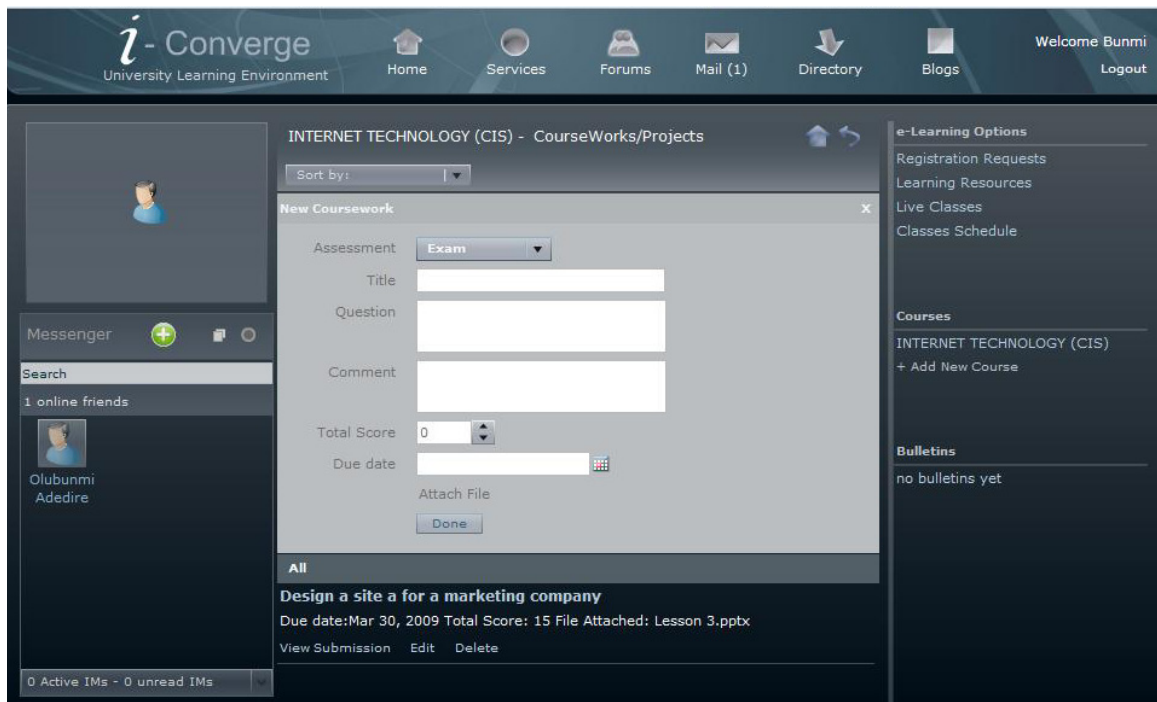 i - Converge
University Learning Environment
Home
Services
Forums
Mail (1)
Directory
Blogs
Welcome Bunmi
Logout
Messenger
Search
1 online friends
Olubunmi
Adedire
0 Active IMs - 0 unread IMs
INTERNET TECHNOLOGY (CIS) - CourseWorks/Projects
Sort by:
New Coursework x
Assessment Exam
Title
Question
Comment
Total Score 0
Due date
Attach File
Done
All
Design a site a for a marketing company
Due date:Mar 30, 2009 Total Score: 15 File Attached: Lesson 3.pptx
View Submission Edit Delete
e-Learning Options
Registration Requests
Learning Resources
Live Classes
Classes Schedule
Courses
INTERNET TECHNOLOGY (CIS)
+ Add New Course
Bulletins
no bulletins yet